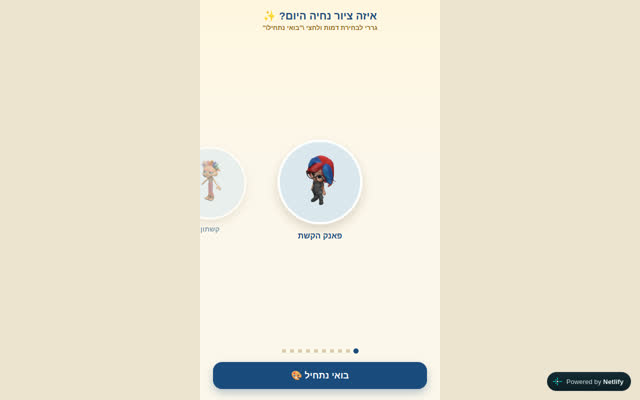 איזה ציור נחיה היום? ✨
גררי לבחירת דמות ולחצי \"בואי נתחיל!\"
פאנק הקשת
קשתון
בואי נתחיל 🎨
Powered by Netlify